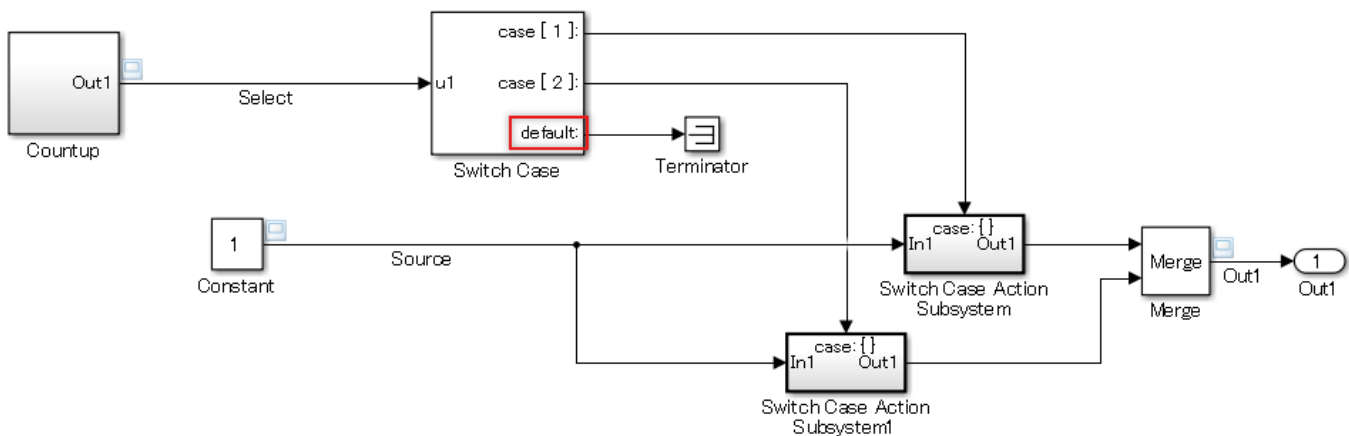 Out1
Select
Countup
u1
case [ 1 ]:
case [ 2 ]:
default:
Switch Case
Terminator
1
Source
Constant
case: { }
In1
Out1
Switch Case Action
Subsystem
case: { }
In1
Out1
Switch Case Action
Subsystem1
Merge
Merge
Out1
1
Out1